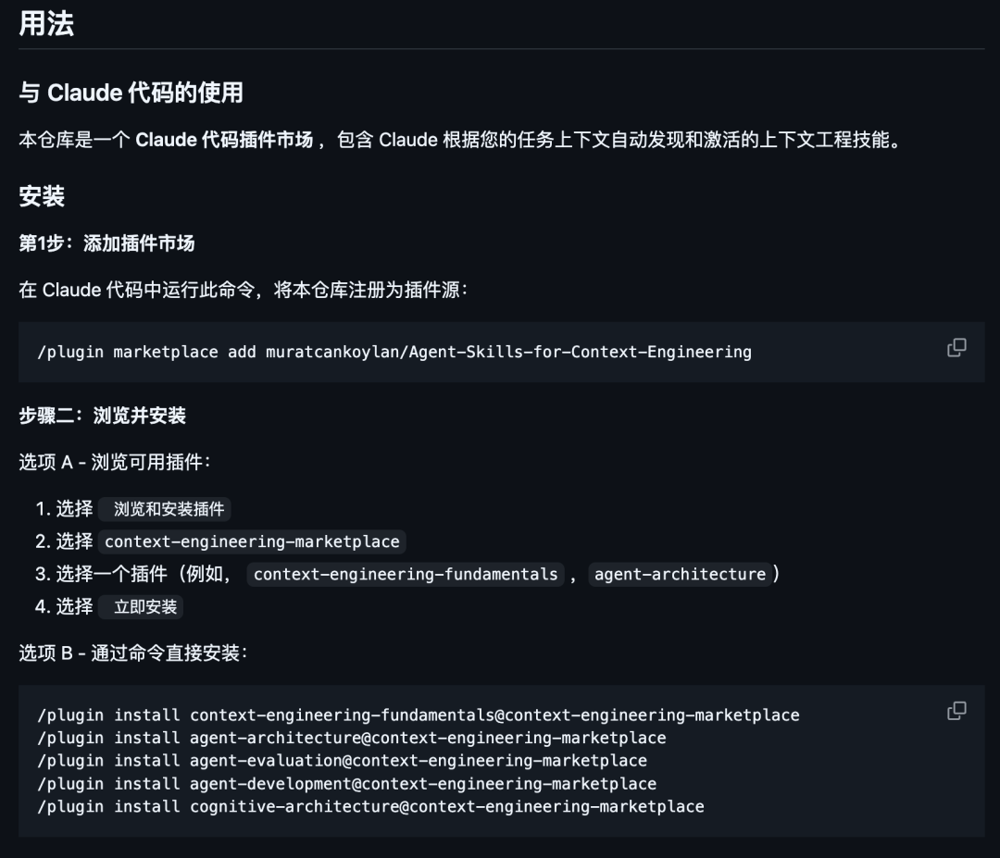 用法
与 Claude 代码的使用
本仓库是一个 Claude 代码插件市场 ，包含 Claude 根据您的任务上下文自动发现和激活的上下文工程技能。
安装
第1步：添加插件市场
在 Claude 代码中运行此命令，将本仓库注册为插件源：
/plugin marketplace add muratcankoylan/Agent-Skills-for-Context-Engineering
步骤二：浏览并安装
选项 A - 浏览可用插件：
1. 选择 浏览和安装插件
2. 选择 context-engineering-marketplace
3. 选择一个插件（例如， context-engineering-fundamentals ， agent-architecture ）
4. 选择 立即安装
选项 B - 通过命令直接安装：
/plugin install context-engineering-fundamentals@context-engineering-marketplace
/plugin install agent-architecture@context-engineering-marketplace
/plugin install agent-evaluation@context-engineering-marketplace
/plugin install agent-development@context-engineering-marketplace
/plugin install cognitive-architecture@context-engineering-marketplace